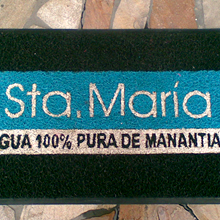 Sta. María
GUA 100% PURA DE MANANTIA